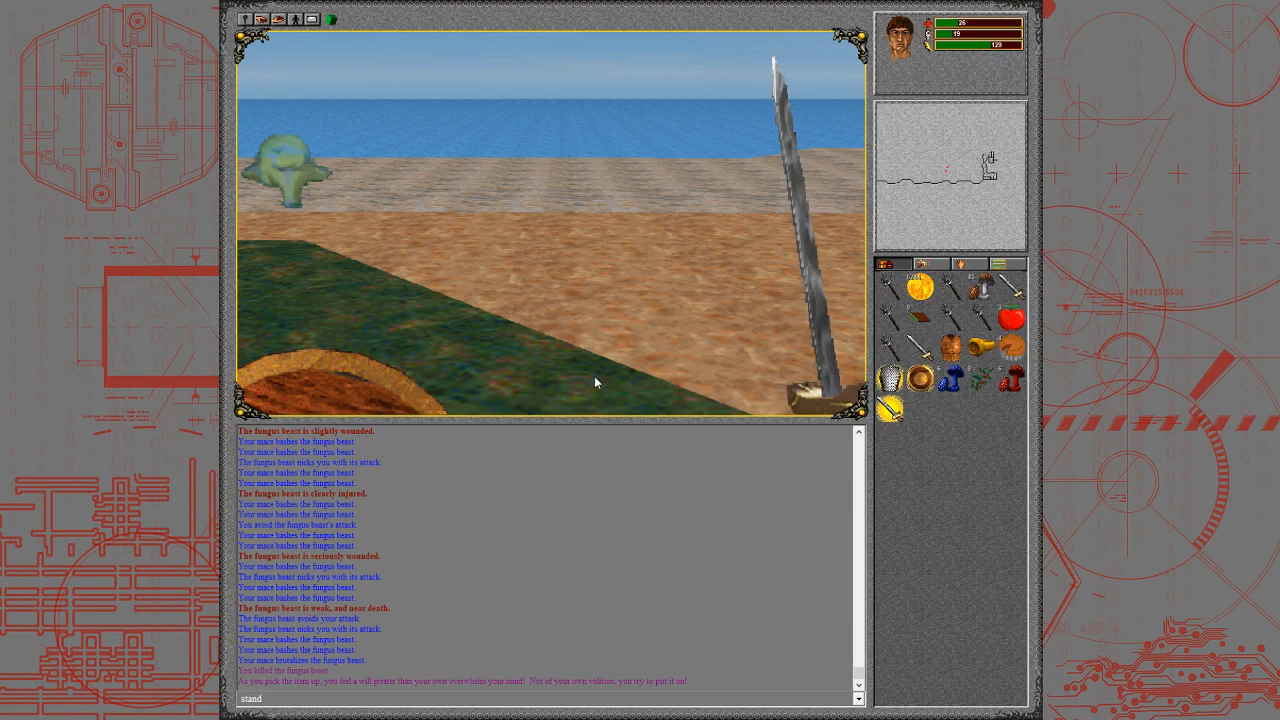 26
19
129
45
The fungus beast is slightly wounded.
Your mace bashes the fungus beast.
Your mace bashes the fungus beast.
The fungus beast nicks you with its attack.
Your mace bashes the fungus beast.
Your mace bashes the fungus beast.
The fungus beast is clearly injured.
Your mace bashes the fungus beast.
Your mace bashes the fungus beast.
You avoid the fungus beast's attack.
Your mace bashes the fungus beast.
Your mace bashes the fungus beast.
The fungus beast is seriously wounded.
Your mace bashes the fungus beast.
The fungus beast nicks you with its attack.
Your mace bashes the fungus beast.
Your mace bashes the fungus beast.
The fungus beast is weak, and near death.
The fungus beast avoids your attack.
The fungus beast nicks you with its attack.
Your mace bashes the fungus beast.
Your mace bashes the fungus beast.
Your mace brutalizes the fungus beast.
You killed the fungus beast.
As you pick the item up, you feel a will greater than your own overwhelm your mind! Not of your own volition, you try to put it on!
stand